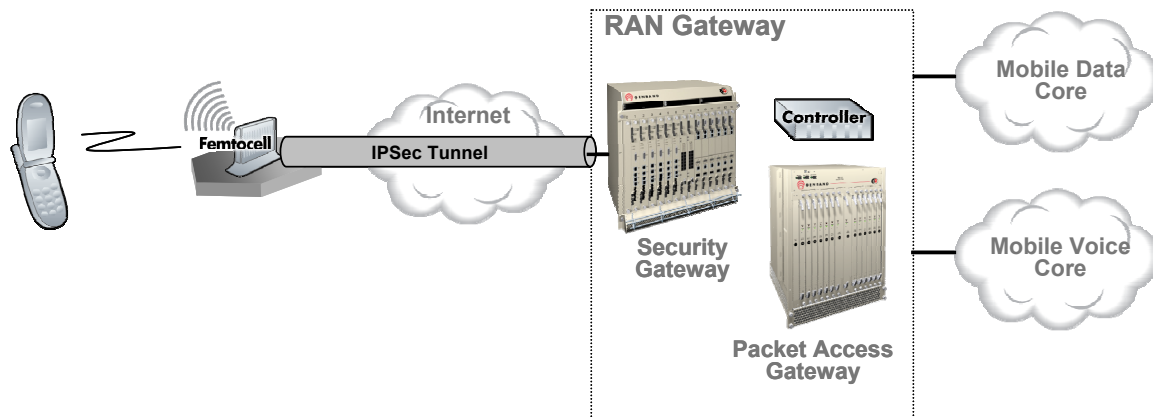 RAN Gateway
Mobile Data
Core
Internet
Controller
Femtocell
IPSec Tunnel
Security
Gateway
Mobile Voice
Core
Packet Access
Gateway